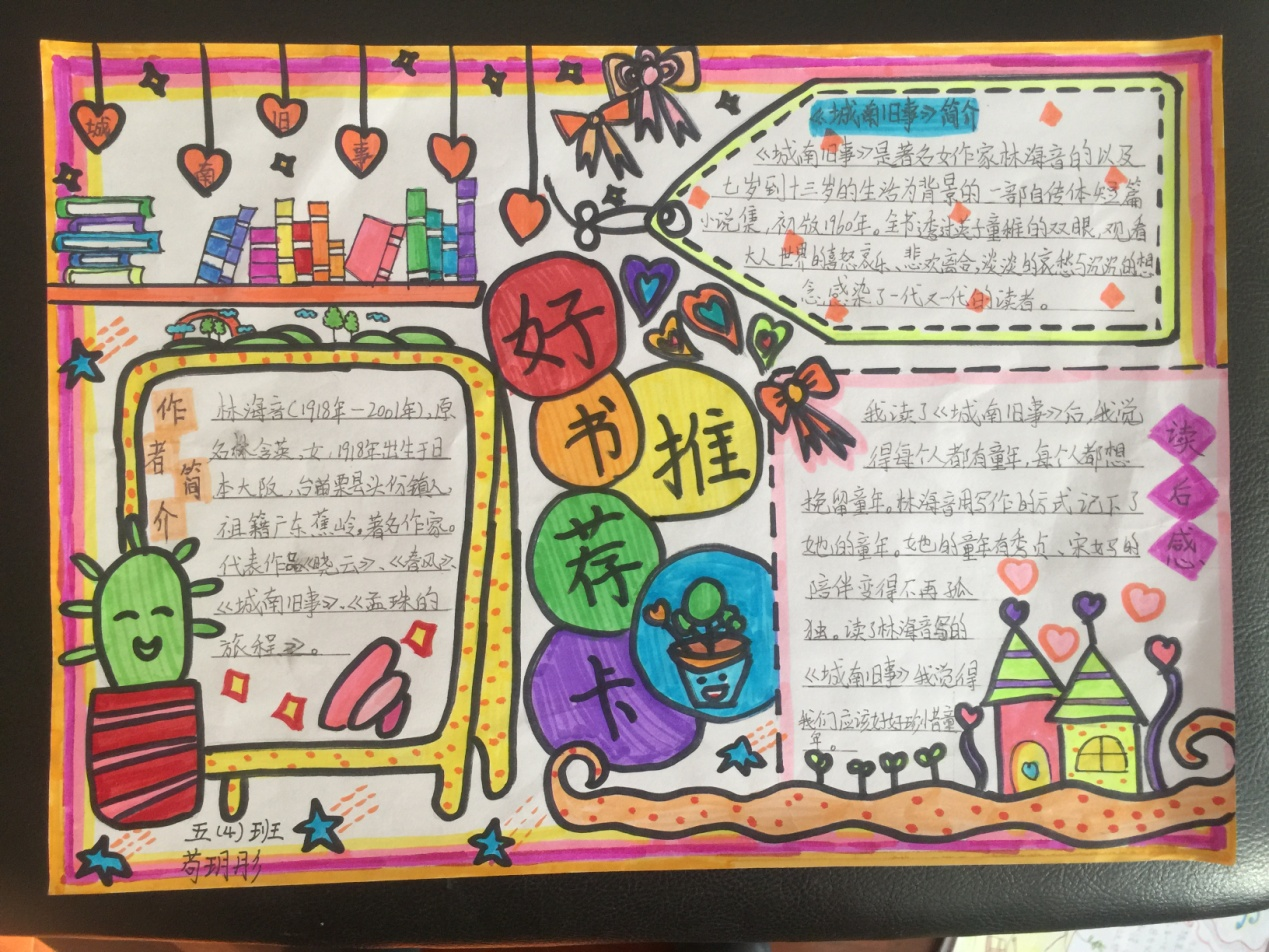 城
南
旧
事
好
书
推
荐
卡
《城南旧事》简介
《城南旧事》是著名女作家林海音的以及
七岁到十三岁的生活为背景的一部自传体短篇
小说集,初版1960年。全书透过英子童稚的双眼,观看
大人世界的喜怒哀乐、悲欢离合,淡淡的哀愁与沉沉的想
念,感染了一代又一代的读者。
作者简介
林海音(1918年—2001年),原
名林含英、女,1918年出生于日
本大阪,台苗栗县头份镇人,
祖籍广东蕉岭。著名作家。
代表作品《晓云》、《春风》、
《城南旧事》、《孟珠的
旅程》。
读后感
我读了《城南旧事》后,我觉
得每个人都有童年,每个人都想
挽留童年。林海音用写作的方式记下了
她的童年。她的童年有秀贞、宋妈的
陪伴变得不再孤
独。读了林海音写的
《城南旧事》我觉得
我们应该好好珍惜童
年。
五(4)班
苟玥彤